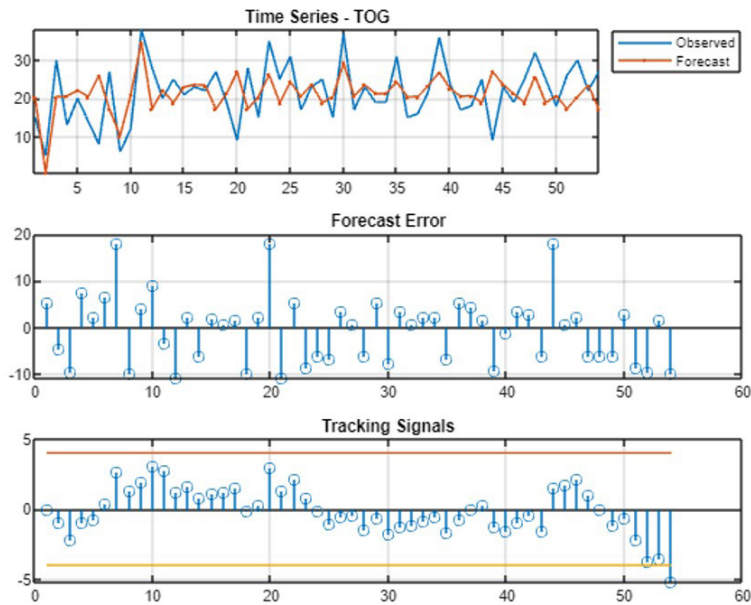 Time Series - TOG
Observed
Forecast
30
20
10
5 10 15 20 25 30 35 40 45 50
Forecast Error
20
10
0
-10
0 10 20 30 40 50 60
Tracking Signals
5
0
-5
0 10 20 30 40 50 60